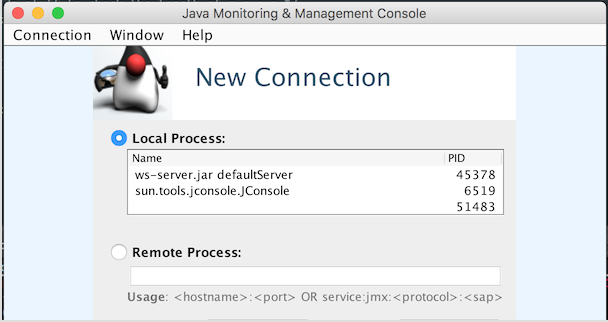 Java Monitoring & Management Console
Connection Window Help
New Connection
Local Process:
Name PID
ws-server.jar defaultServer 45378
sun.tools.jconsole.JConsole 6519
51483
Remote Process:
Usage: <hostname>:<port> OR service:jmx:<protocol>:<sap>